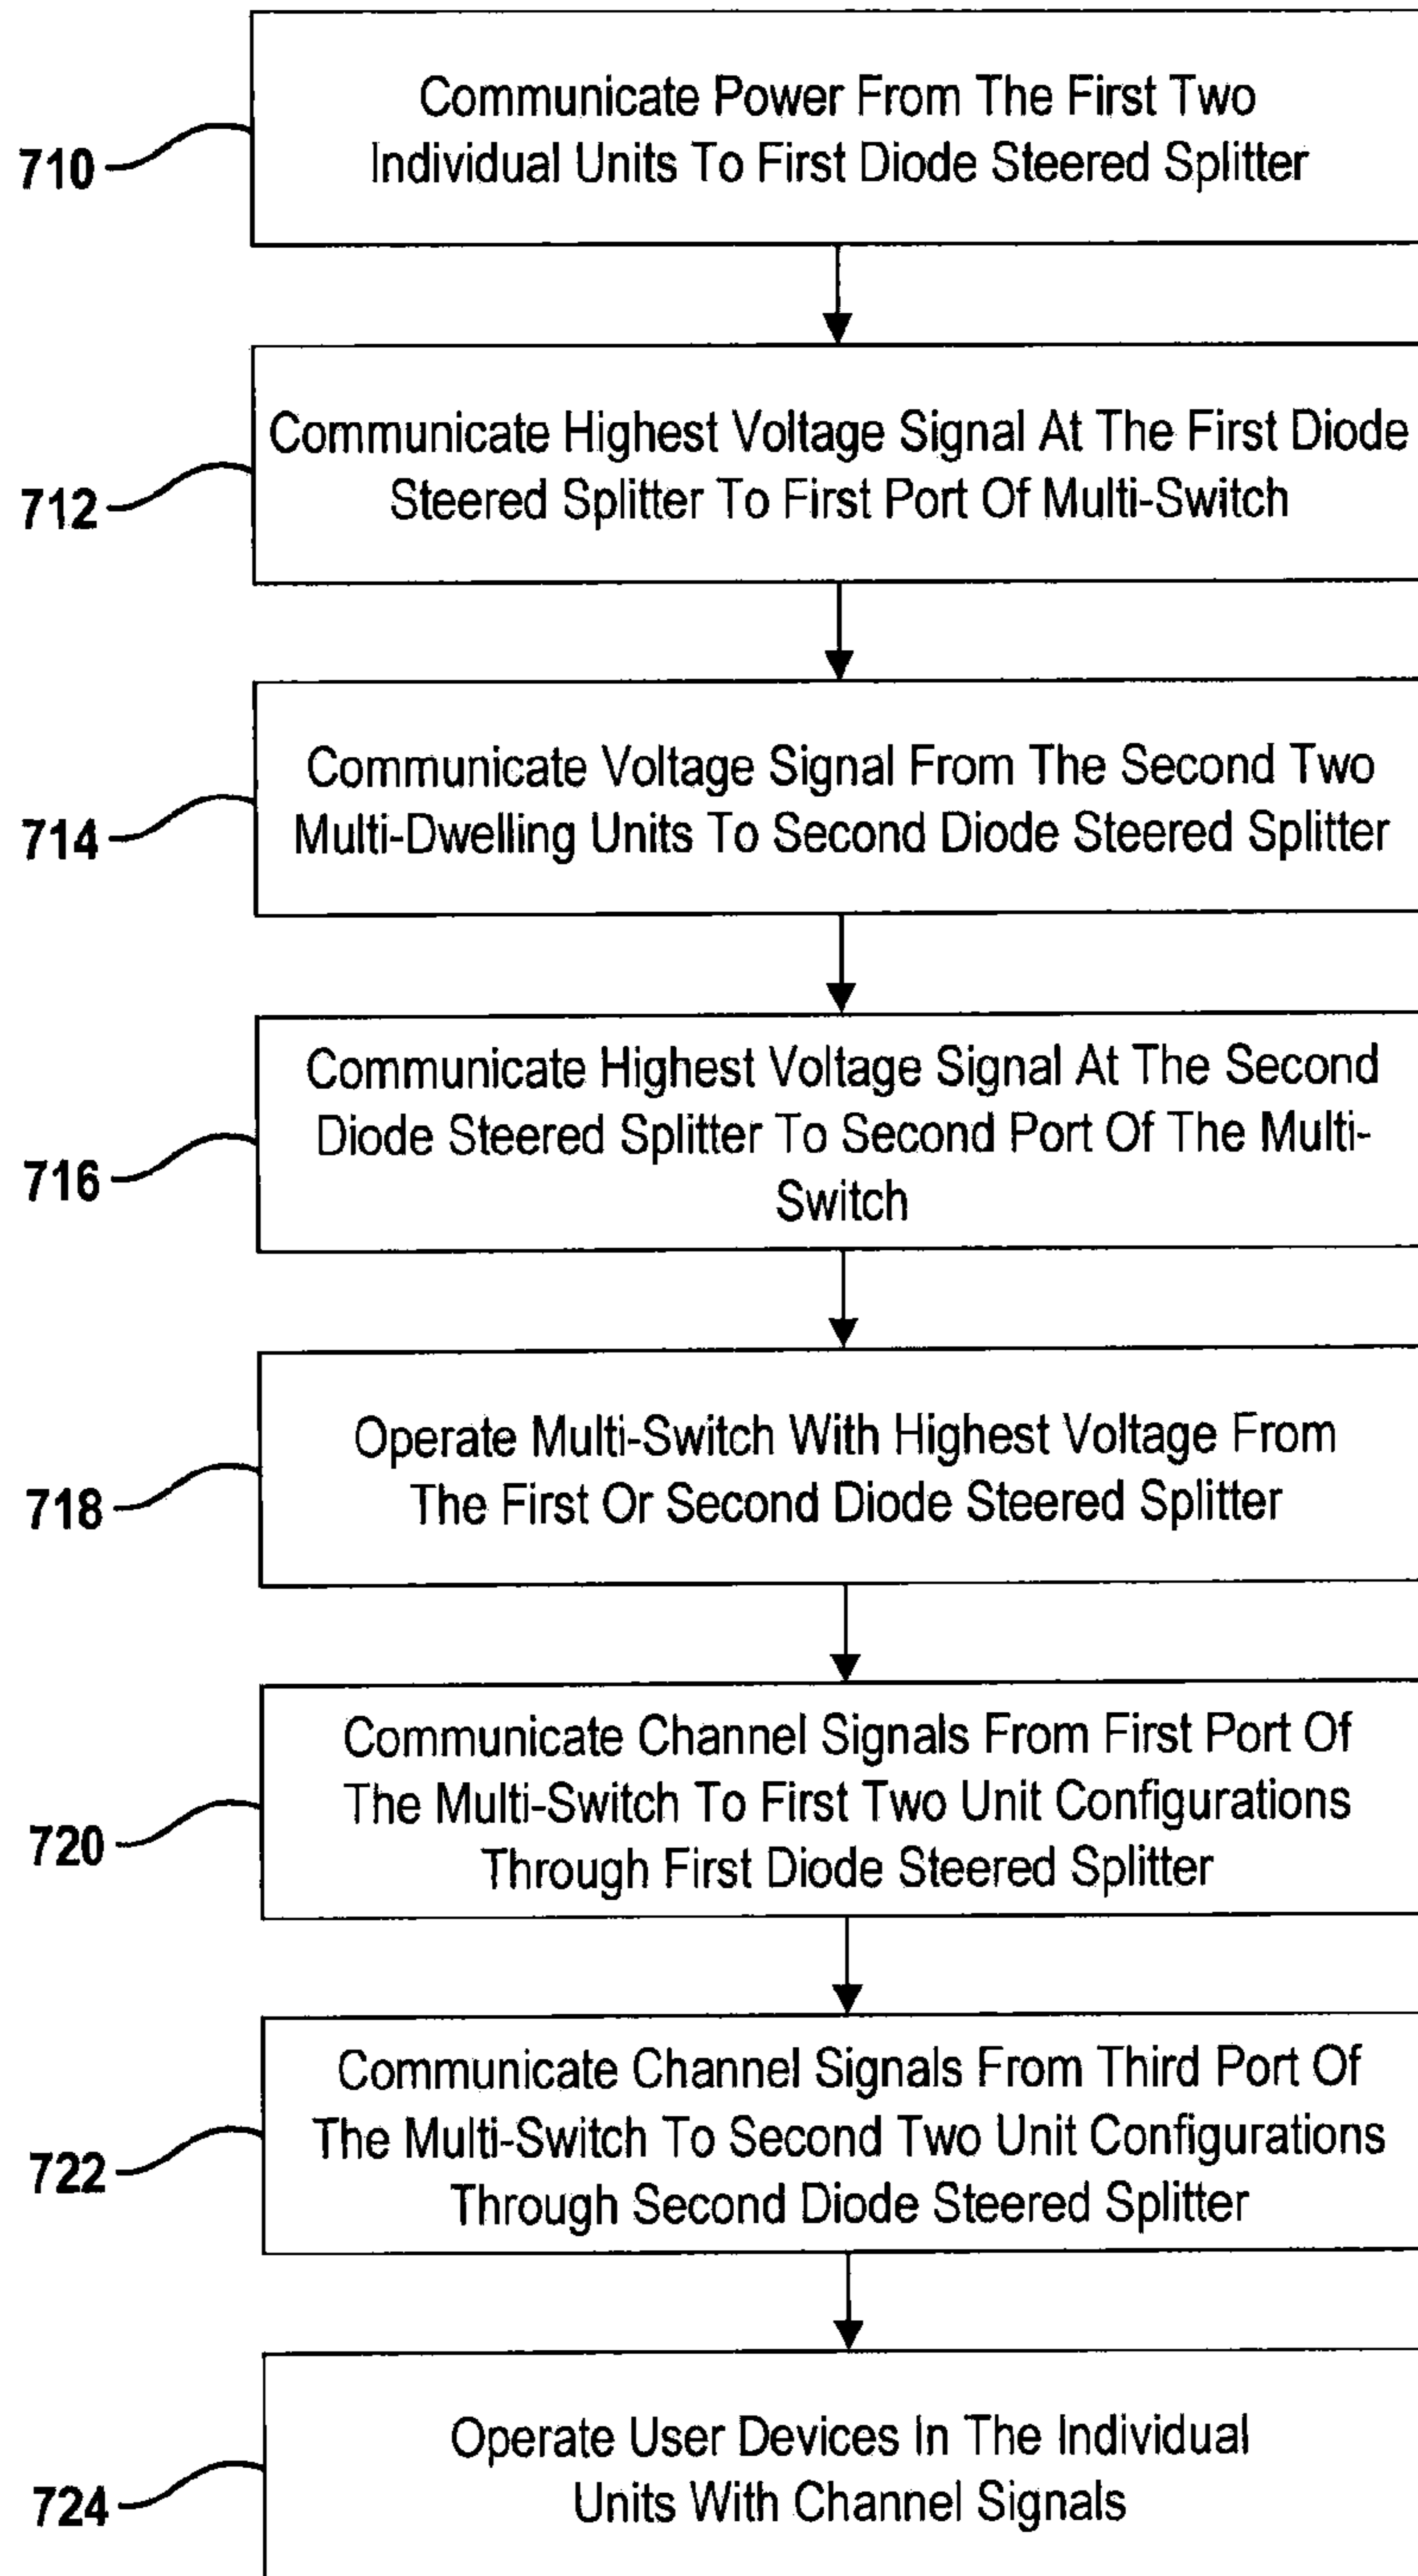 Communicate Power From The First Two
Individual Units To First Diode Steered Splitter
710
Communicate Highest Voltage Signal At The First Diode
Steered Splitter To First Port Of Multi-Switch
712
Communicate Voltage Signal From The Second Two
Multi-Dwelling Units To Second Diode Steered Splitter
714
Communicate Highest Voltage Signal At The Second
Diode Steered Splitter To Second Port Of The Multi-
Switch
716
Operate Multi-Switch With Highest Voltage From
The First Or Second Diode Steered Splitter
718
Communicate Channel Signals From First Port Of
The Multi-Switch To First Two Unit Configurations
Through First Diode Steered Splitter
720
Communicate Channel Signals From Third Port Of
The Multi-Switch To Second Two Unit Configurations
Through Second Diode Steered Splitter
722
Operate User Devices In The Individual
Units With Channel Signals
724